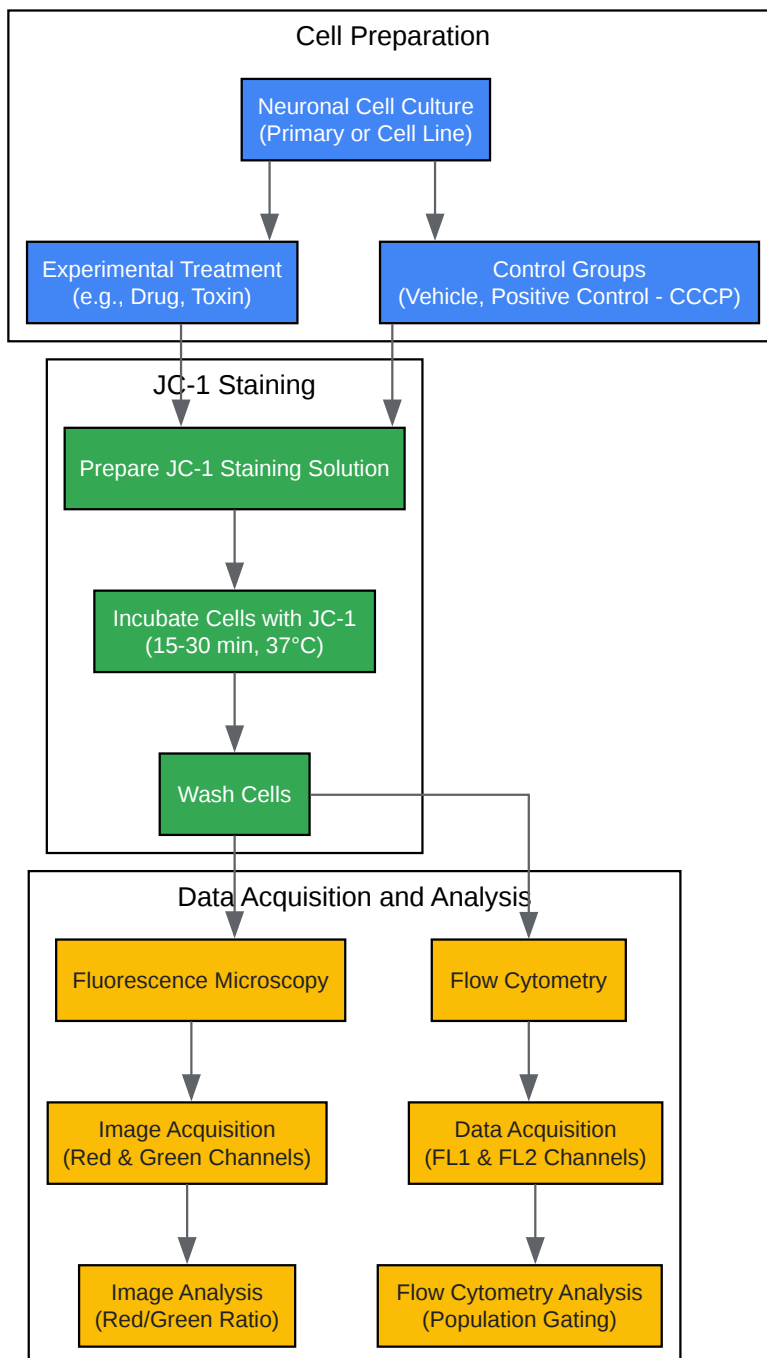 Cell Preparation
Neuronal Cell Culture
(Primary or Cell Line)
Experimental Treatment
(e.g., Drug, Toxin)
Control Groups
(Vehicle, Positive Control - CCCP)
JC-1 Staining
Prepare JC-1 Staining Solution
Incubate Cells with JC-1
(15-30 min, 37°C)
Wash Cells
Data Acquisition and Analysis
Fluorescence Microscopy
Flow Cytometry
Image Acquisition
(Red & Green Channels)
Data Acquisition
(FL1 & FL2 Channels)
Image Analysis
(Red/Green Ratio)
Flow Cytometry Analysis
(Population Gating)